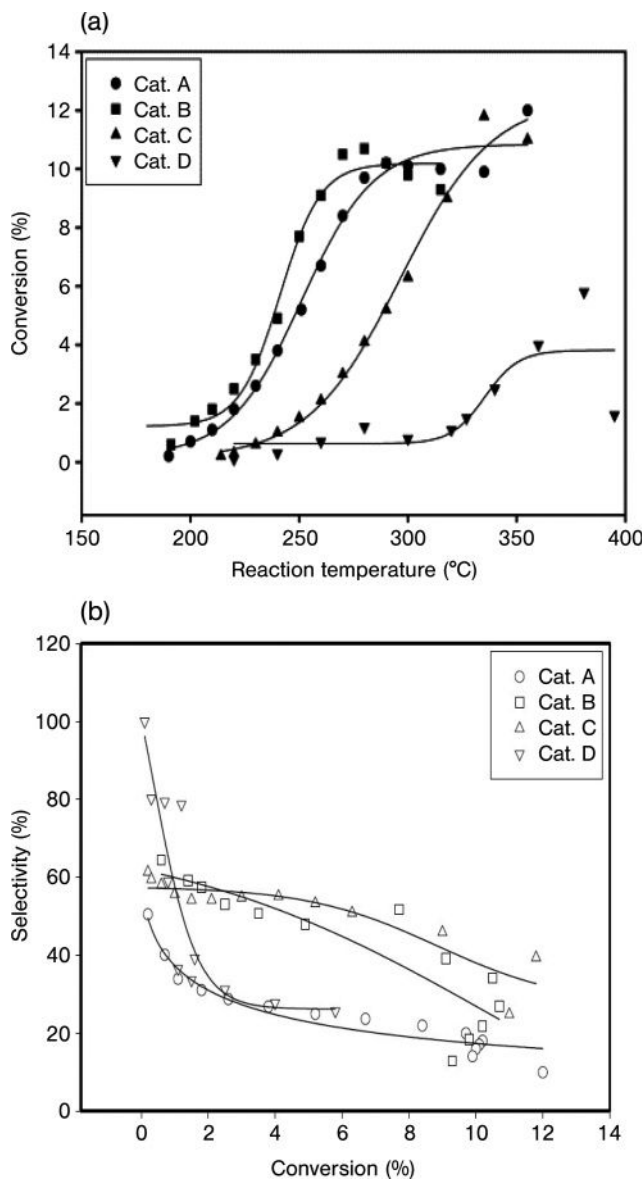 (a)
14
12
10
8
6
4
2
0
Conversion (%)
Cat. A
Cat. B
Cat. C
Cat. D
150 200 250 300 350 400
Reaction temperature (°C)
(b)
120
100
80
60
40
20
0
Selectivity (%)
Cat. A
Cat. B
Cat. C
Cat. D
0 2 4 6 8 10 12 14
Conversion (%)